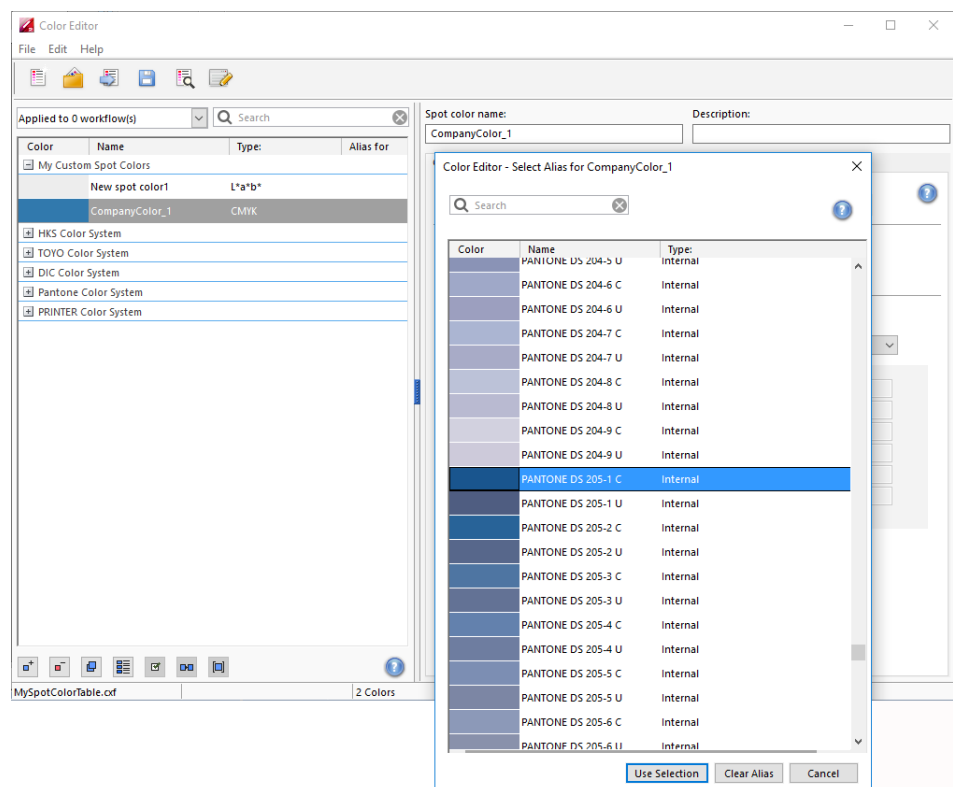 Color Editor
File Edit Help
Applied to 0 workflow(s)
Search
Color Name Type: Alias for
My Custom Spot Colors
New spot color1 L*a*b*
CompanyColor_1 CMYK
HKS Color System
TOYO Color System
DIC Color System
Pantone Color System
PRINTER Color System
MySpotColorTable.cxf 2 Colors
Spot color name: Description:
CompanyColor_1
Color Editor - Select Alias for CompanyColor_1
Search
Color Name Type:
PANTONE DS 204-5 U Internal
PANTONE DS 204-6 C Internal
PANTONE DS 204-6 U Internal
PANTONE DS 204-7 C Internal
PANTONE DS 204-7 U Internal
PANTONE DS 204-8 C Internal
PANTONE DS 204-8 U Internal
PANTONE DS 204-9 C Internal
PANTONE DS 204-9 U Internal
PANTONE DS 205-1 C Internal
PANTONE DS 205-1 U Internal
PANTONE DS 205-2 C Internal
PANTONE DS 205-2 U Internal
PANTONE DS 205-3 C Internal
PANTONE DS 205-3 U Internal
PANTONE DS 205-4 C Internal
PANTONE DS 205-4 U Internal
PANTONE DS 205-5 C Internal
PANTONE DS 205-5 U Internal
PANTONE DS 205-6 C Internal
PANTONE DS 205-6 U Internal
Use Selection Clear Alias Cancel